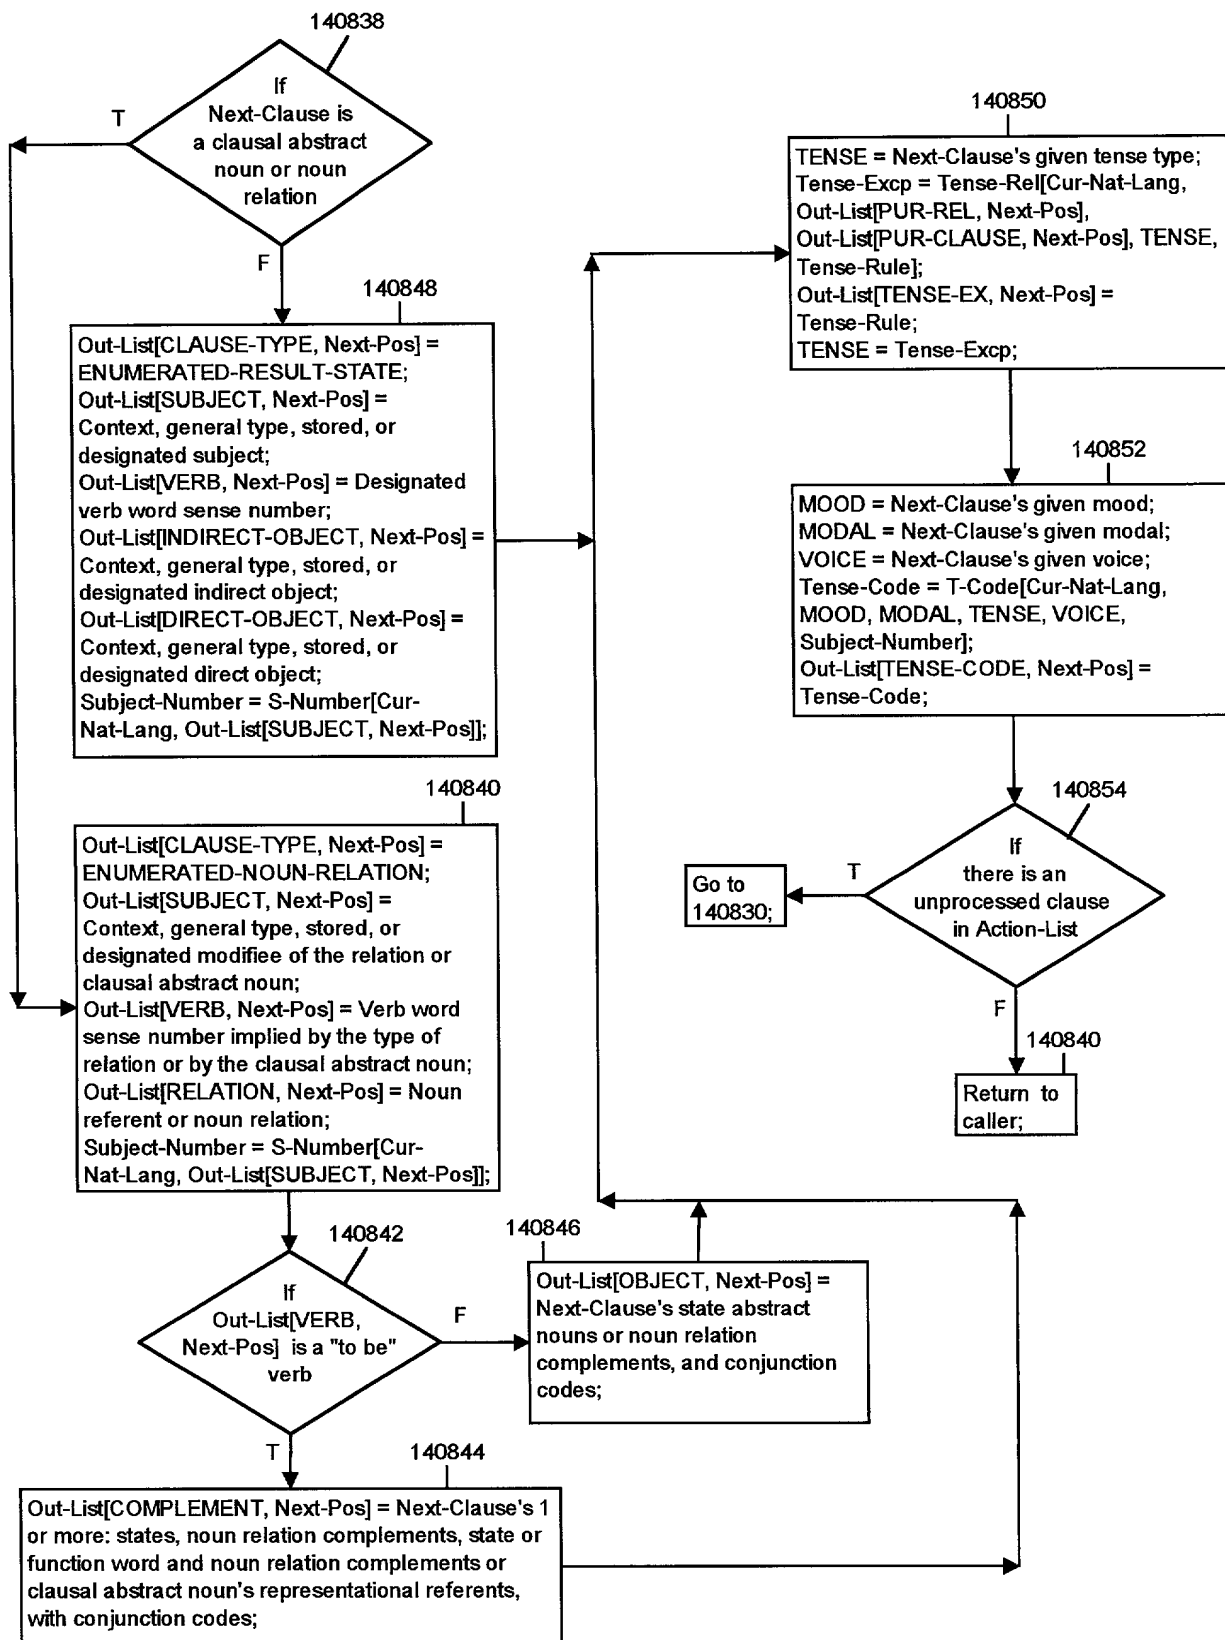 140838
If
Next-Clause is
a clausal abstract
noun or noun
relation
T
F
140848
Out-List[CLAUSE-TYPE, Next-Pos] =
ENUMERATED-RESULT-STATE;
Out-List[SUBJECT, Next-Pos] =
Context, general type, stored, or
designated subject;
Out-List[VERB, Next-Pos] = Designated
verb word sense number;
Out-List[INDIRECT-OBJECT, Next-Pos] =
Context, general type, stored, or
designated indirect object;
Out-List[DIRECT-OBJECT, Next-Pos] =
Context, general type, stored, or
designated direct object;
Subject-Number = S-Number[Cur-
Nat-Lang, Out-List[SUBJECT, Next-Pos]];
140840
Out-List[CLAUSE-TYPE, Next-Pos] =
ENUMERATED-NOUN-RELATION;
Out-List[SUBJECT, Next-Pos] =
Context, general type, stored, or
designated modifiee of the relation or
clausal abstract noun;
Out-List[VERB, Next-Pos] = Verb word
sense number implied by the type of
relation or by the clausal abstract noun;
Out-List[RELATION, Next-Pos] = Noun
referent or noun relation;
Subject-Number = S-Number[Cur-
Nat-Lang, Out-List[SUBJECT, Next-Pos]];
140842
If
Out-List[VERB,
Next-Pos] is a "to be"
verb
F
T
140846
Out-List[OBJECT, Next-Pos] =
Next-Clause's state abstract
nouns or noun relation
complements, and conjunction
codes;
140844
Out-List[COMPLEMENT, Next-Pos] = Next-Clause's 1
or more: states, noun relation complements, state or
function word and noun relation complements or
clausal abstract noun's representational referents,
with conjunction codes;
140850
TENSE = Next-Clause's given tense type;
Tense-Excp = Tense-Rel[Cur-Nat-Lang,
Out-List[PUR-REL, Next-Pos],
Out-List[PUR-CLAUSE, Next-Pos], TENSE,
Tense-Rule];
Out-List[TENSE-EX, Next-Pos] =
Tense-Rule;
TENSE = Tense-Excp;
140852
MOOD = Next-Clause's given mood;
MODAL = Next-Clause's given modal;
VOICE = Next-Clause's given voice;
Tense-Code = T-Code[Cur-Nat-Lang,
MOOD, MODAL, TENSE, VOICE,
Subject-Number];
Out-List[TENSE-CODE, Next-Pos] =
Tense-Code;
140854
If
there is an
unprocessed clause
in Action-List
T
Go to
140830;
F
140840
Return to
caller;